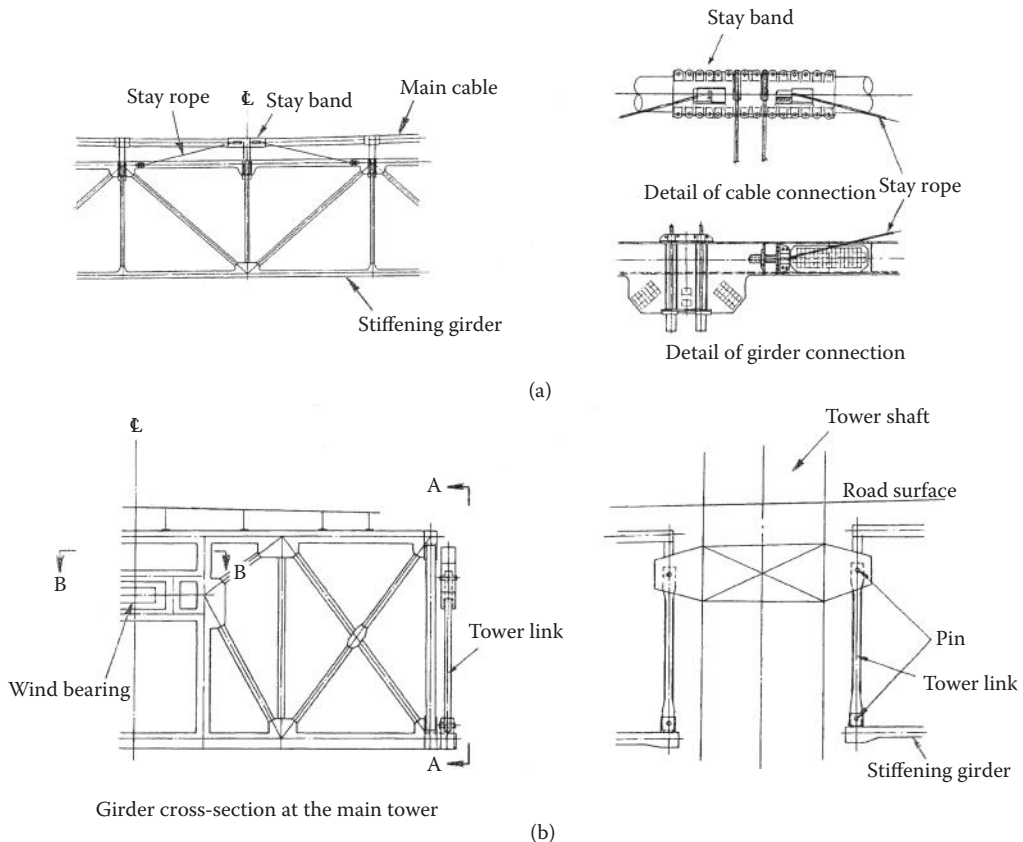 Stay band
Stay rope
℄
Stay band
Main cable
Stiffening girder
Detail of cable connection
Stay rope
Detail of girder connection
(a)
℄
A
B
B
Wind bearing
Tower link
A
Girder cross-section at the main tower
Tower shaft
Road surface
Pin
Tower link
Stiffening girder
(b)